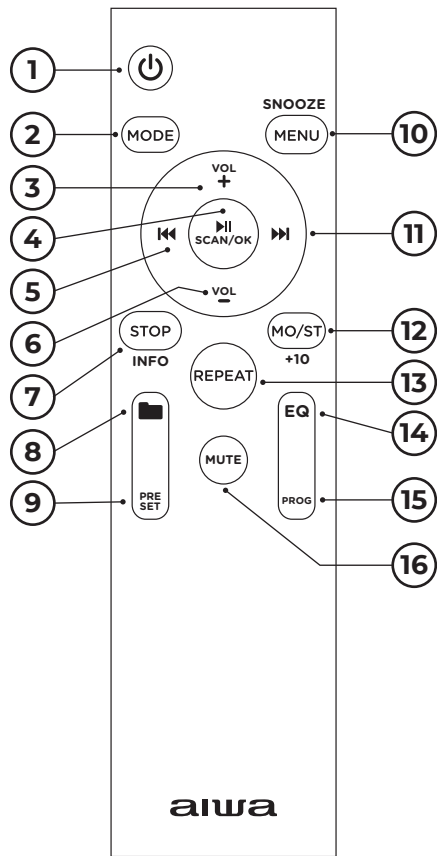 1
2
3
4
5
6
7
8
9
SNOOZE
MODE
MENU
VOL
+
SCAN/OK
VOL
-
STOP
MO/ST
INFO
+10
REPEAT
EQ
MUTE
PRE
SET
PROG
10
11
12
13
14
15
16
aiwa